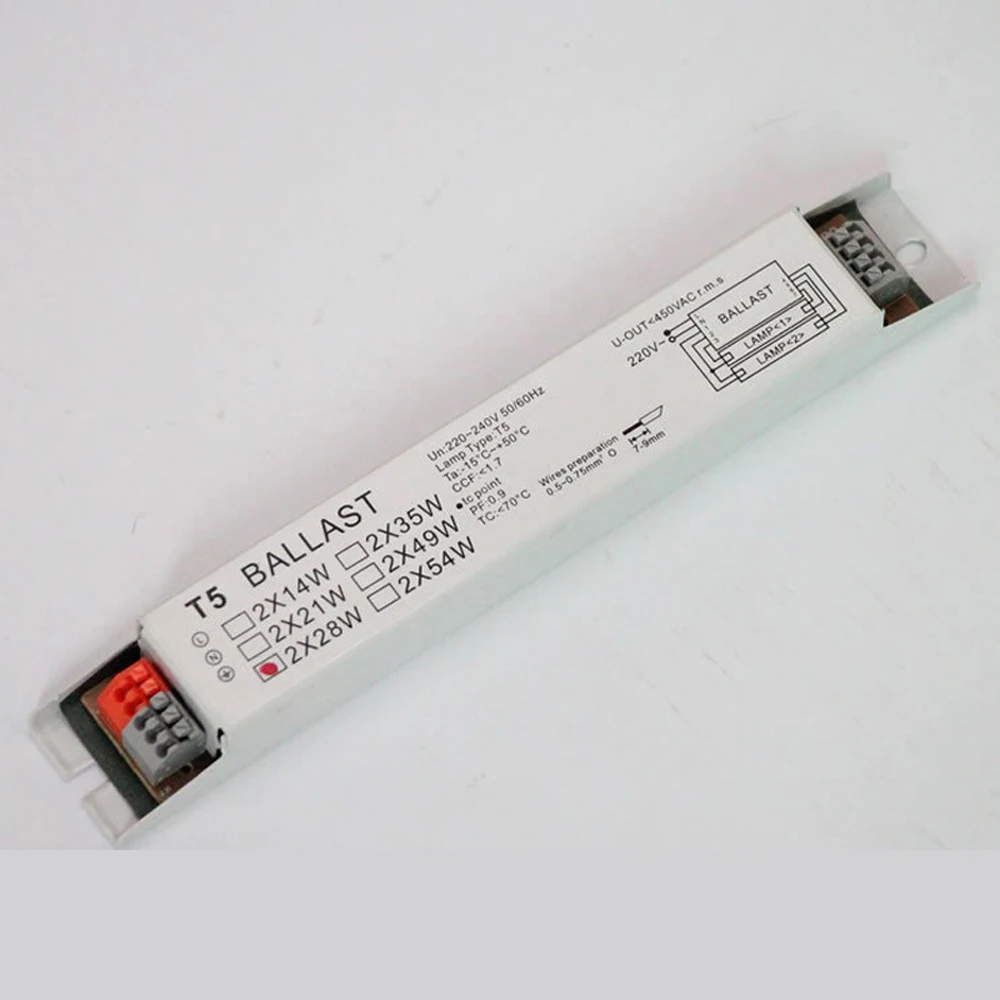 T5 BALLAST
L
N
2X14W
2X21W
2X28W
2X35W
2X49W
2X54W
Un:220~240V 50/60Hz
Lamp Type:T5
Ta:-15°C~+50°C
CCF:<1.7
tc point
PF:0.9
TC:<70°C
Wires preparation
0.5~0.75mm² O
7-9mm
U-OUT<450VAC r.m.s
220V~
BALLAST
LAMP<1>
LAMP<2>